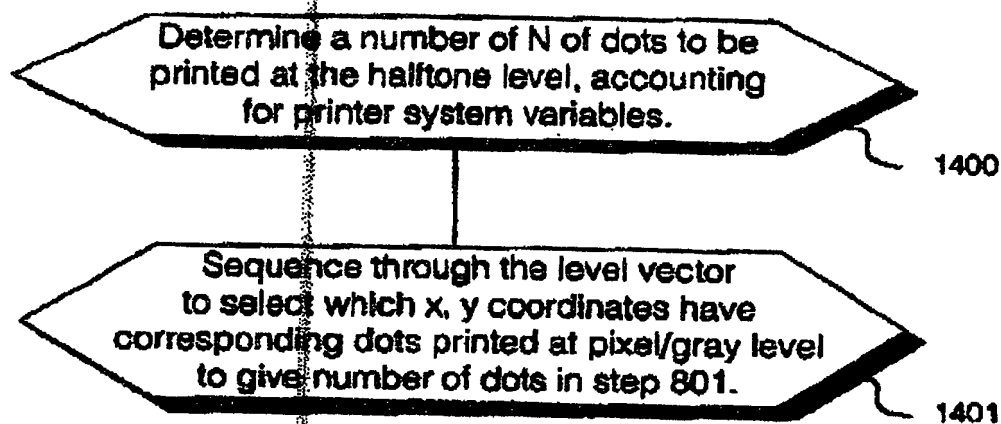 Determine a number of N of dots to be
printed at the halftone level, accounting
for printer system variables.
1400
Sequence through the level vector
to select which x, y coordinates have
corresponding dots printed at pixel/gray level
to give number of dots in step 801.
1401